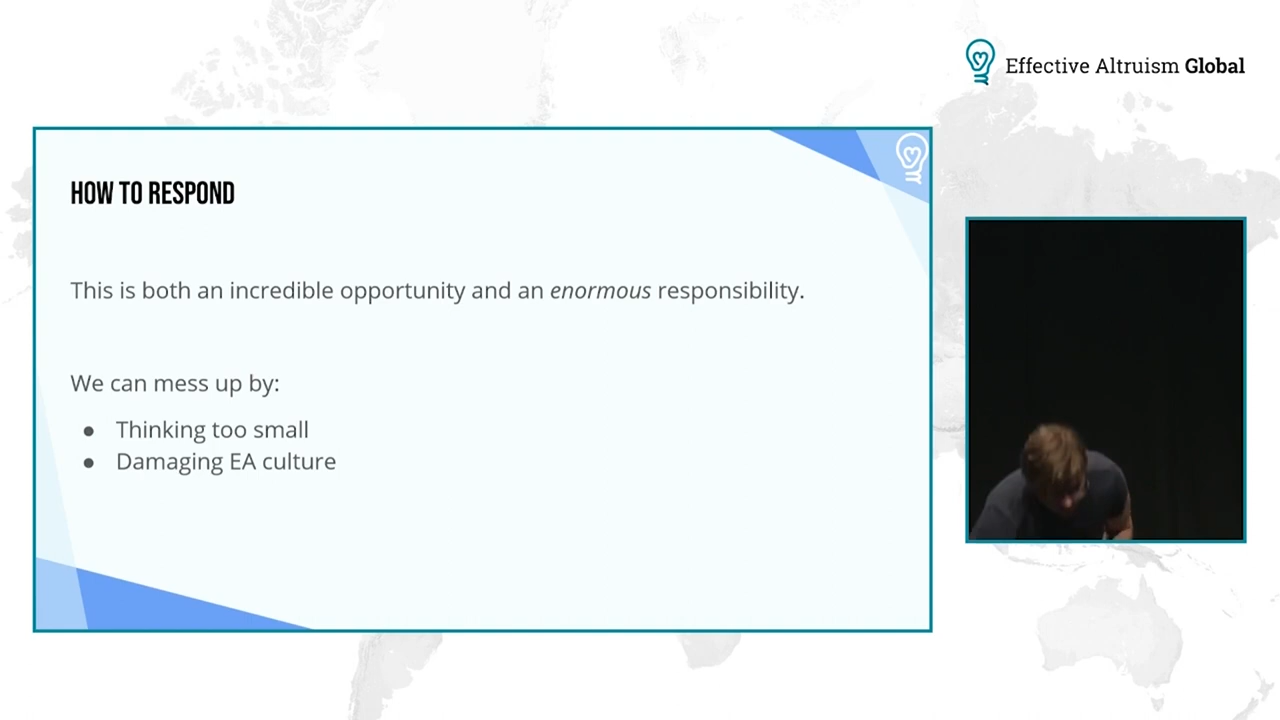 Effective Altruism Global
HOW TO RESPOND
This is both an incredible opportunity and an enormous responsibility.
We can mess up by:
● Thinking too small
● Damaging EA culture